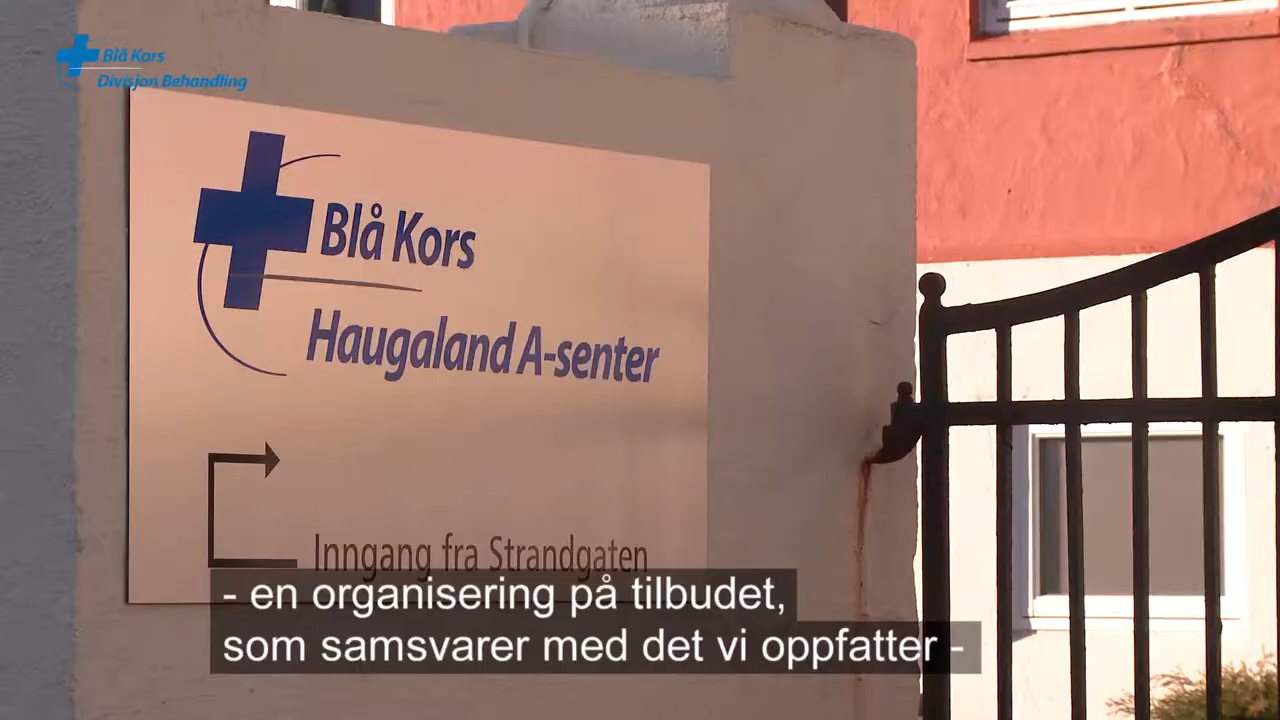 Blå Kors
Divisjon Behandling
Blå Kors
Haugaland A-senter
Inngang fra Strandgaten
- en organisering på tilbudet,
som samsvarer med det vi oppfatter -